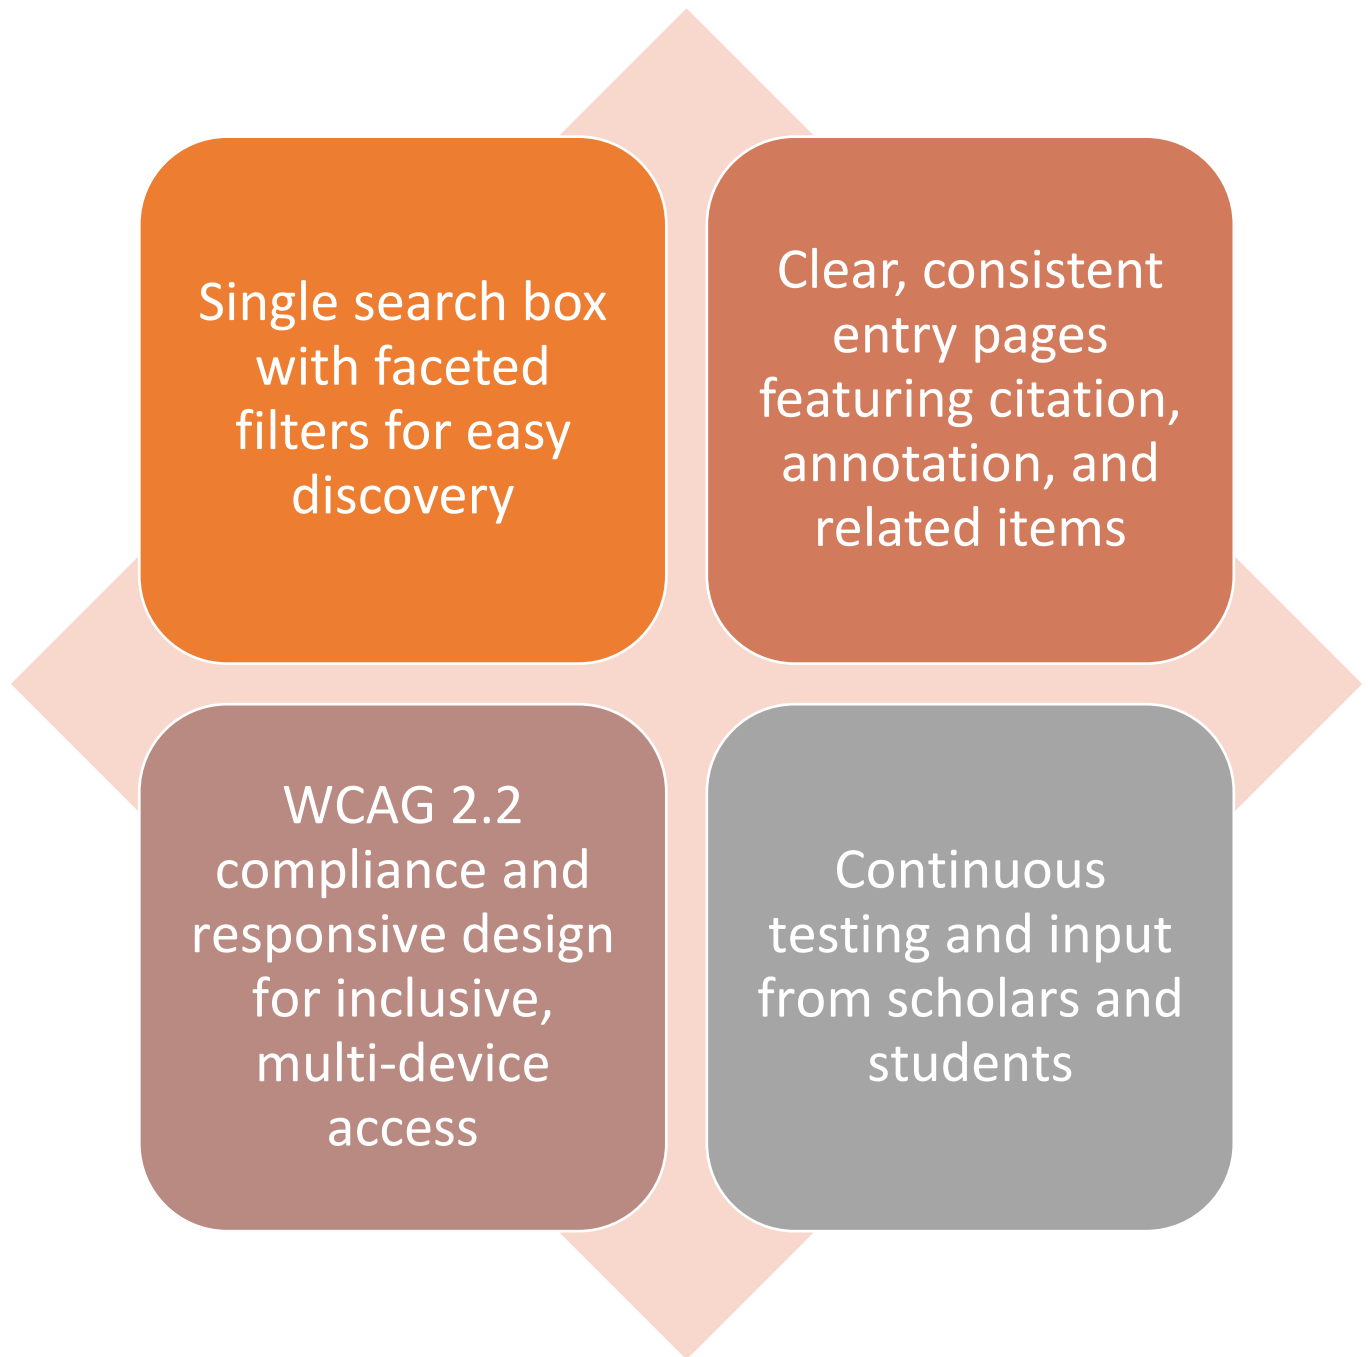 Single search box
with faceted
filters for easy
discovery
Clear, consistent
entry pages
featuring citation,
annotation, and
related items
WCAG 2.2
compliance and
responsive design
for inclusive,
multi-device
access
Continuous
testing and input
from scholars and
students